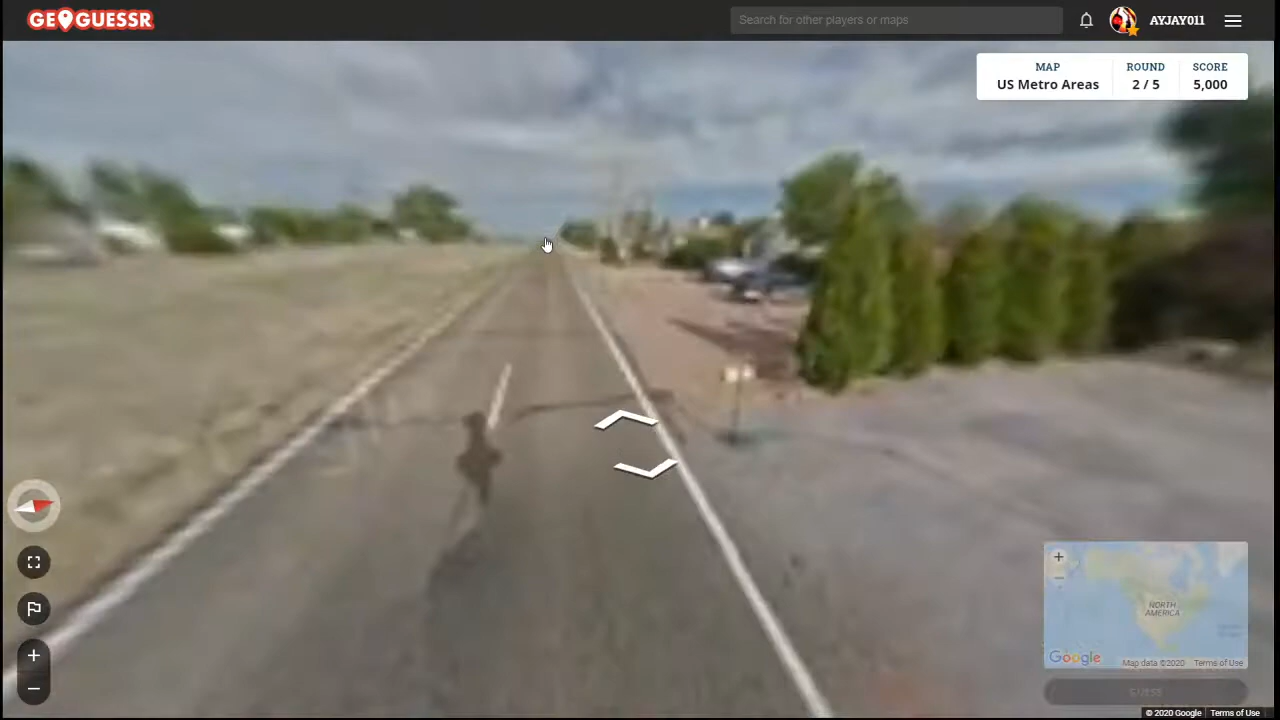 GEOGUESSR
Search for other players or maps
AYJAY011
MAP
US Metro Areas
ROUND
2 / 5
SCORE
5,000
+
−
NORTH
AMERICA
Google
Map data ©2020
Terms of Use
GUESS
+
−
© 2020 Google
Terms of Use